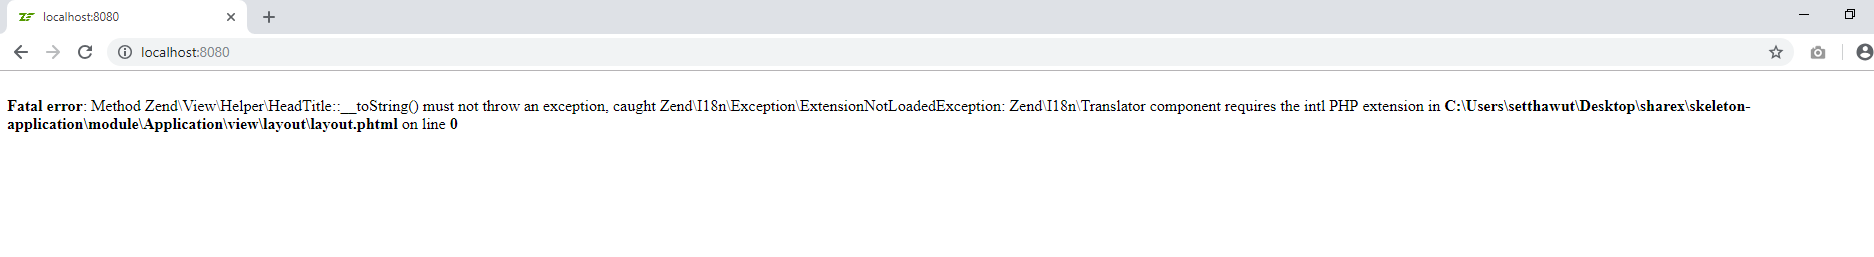 localhost:8080
localhost:8080
Fatal error: Method Zend\View\Helper\HeadTitle::__toString() must not throw an exception, caught Zend\I18n\Exception\ExtensionNotLoadedException: Zend\I18n\Translator component requires the intl PHP extension in C:\Users\setthawut\Desktop\sharex\skeleton-
application\module\Application\view\layout\layout.phtml on line 0